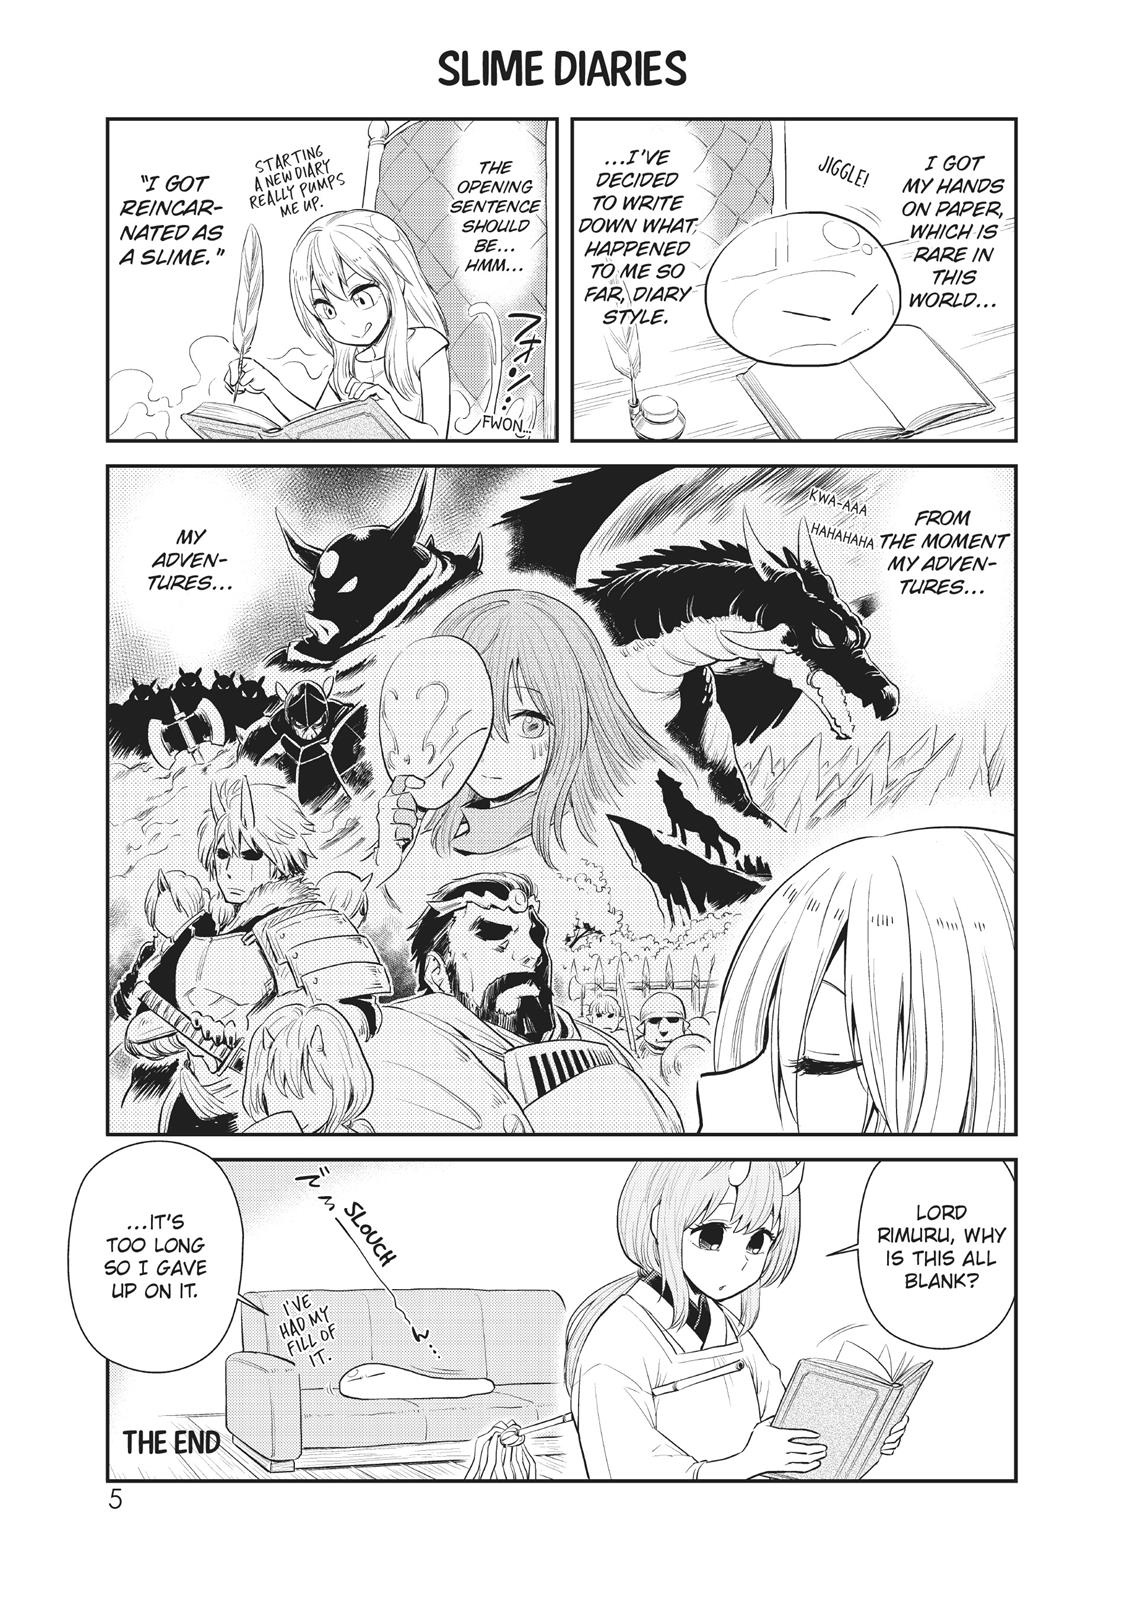 SLIME DIARIES
I GOT
MY HANDS
ON PAPER,
WHICH IS
RARE IN
THIS
WORLD...
JIGGLE!
...I'VE
DECIDED
TO WRITE
DOWN WHAT
HAPPENED
TO ME SO
FAR, DIARY
STYLE.
THE
OPENING
SENTENCE
SHOULD
BE...
HMM...
フォン…
FWON...
STARTING
A NEW DIARY
REALLY PUMPS
ME UP.
"I GOT
REINCAR-
NATED AS
A SLIME."
FROM
THE MOMENT
MY ADVEN-
TURES...
KWA-AAA
HAHAHAHA
MY
ADVEN-
TURES...
LORD
RIMURU, WHY
IS THIS ALL
BLANK?
SLOUCH
...IT'S
TOO LONG
SO I GAVE
UP ON IT.
I'VE
HAD MY
FILL OF
IT.
THE END
5